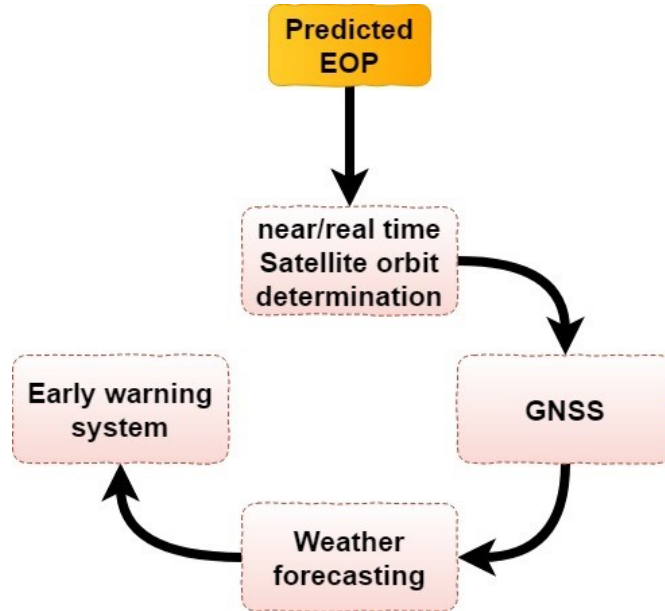 Predicted
EOP
near/real time
Satellite orbit
determination
GNSS
Weather
forecasting
Early warning
system